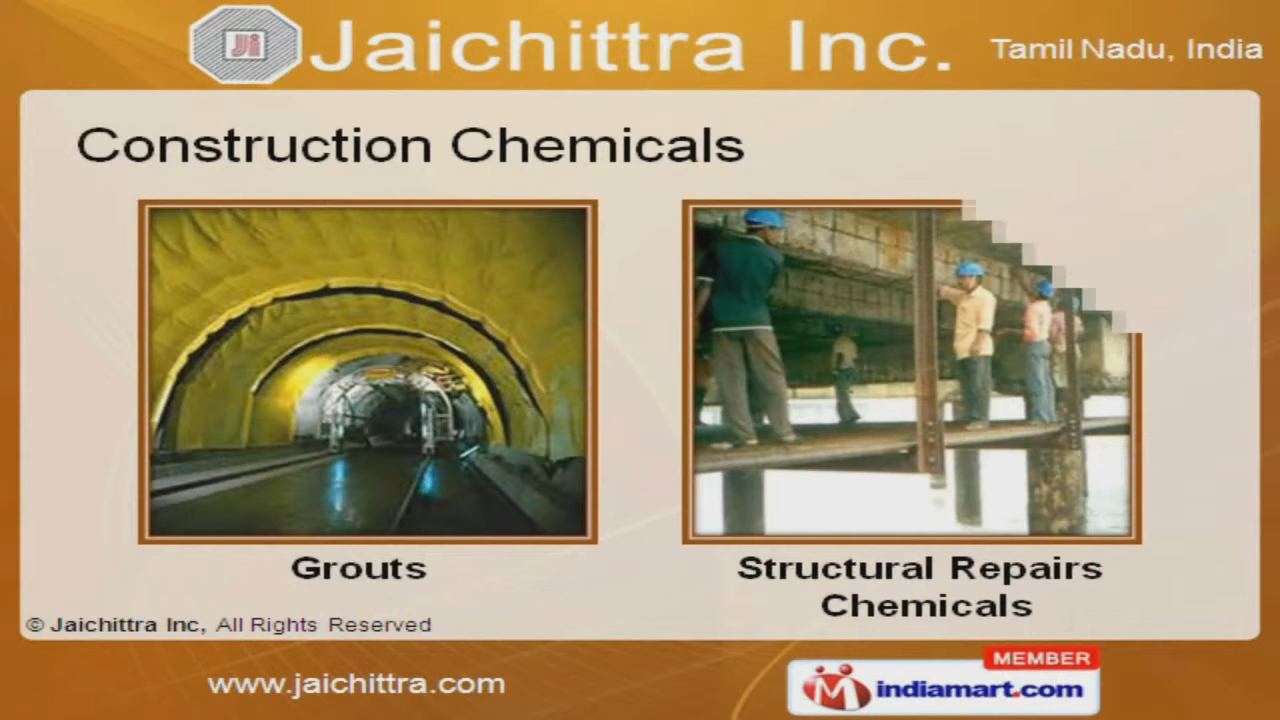 Ji Jaichittra Inc. Tamil Nadu, India
Construction Chemicals
Grouts
Structural Repairs
Chemicals
© Jaichittra Inc, All Rights Reserved
www.jaichittra.com
MEMBER
indiamart.com